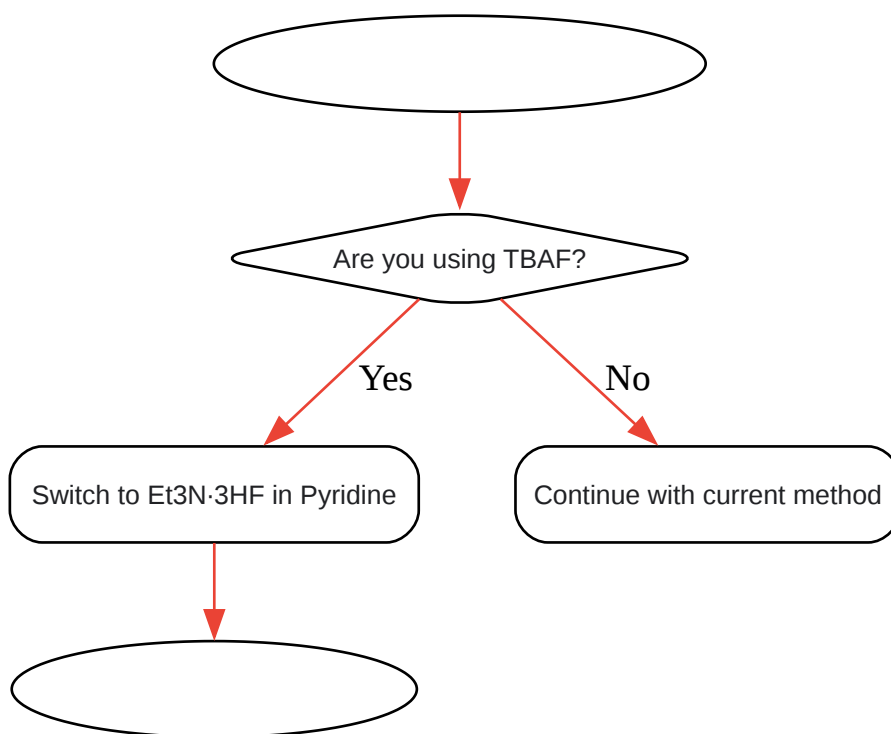 Are you using TBAF?
Yes
No
Switch to Et3N·3HF in Pyridine
Continue with current method